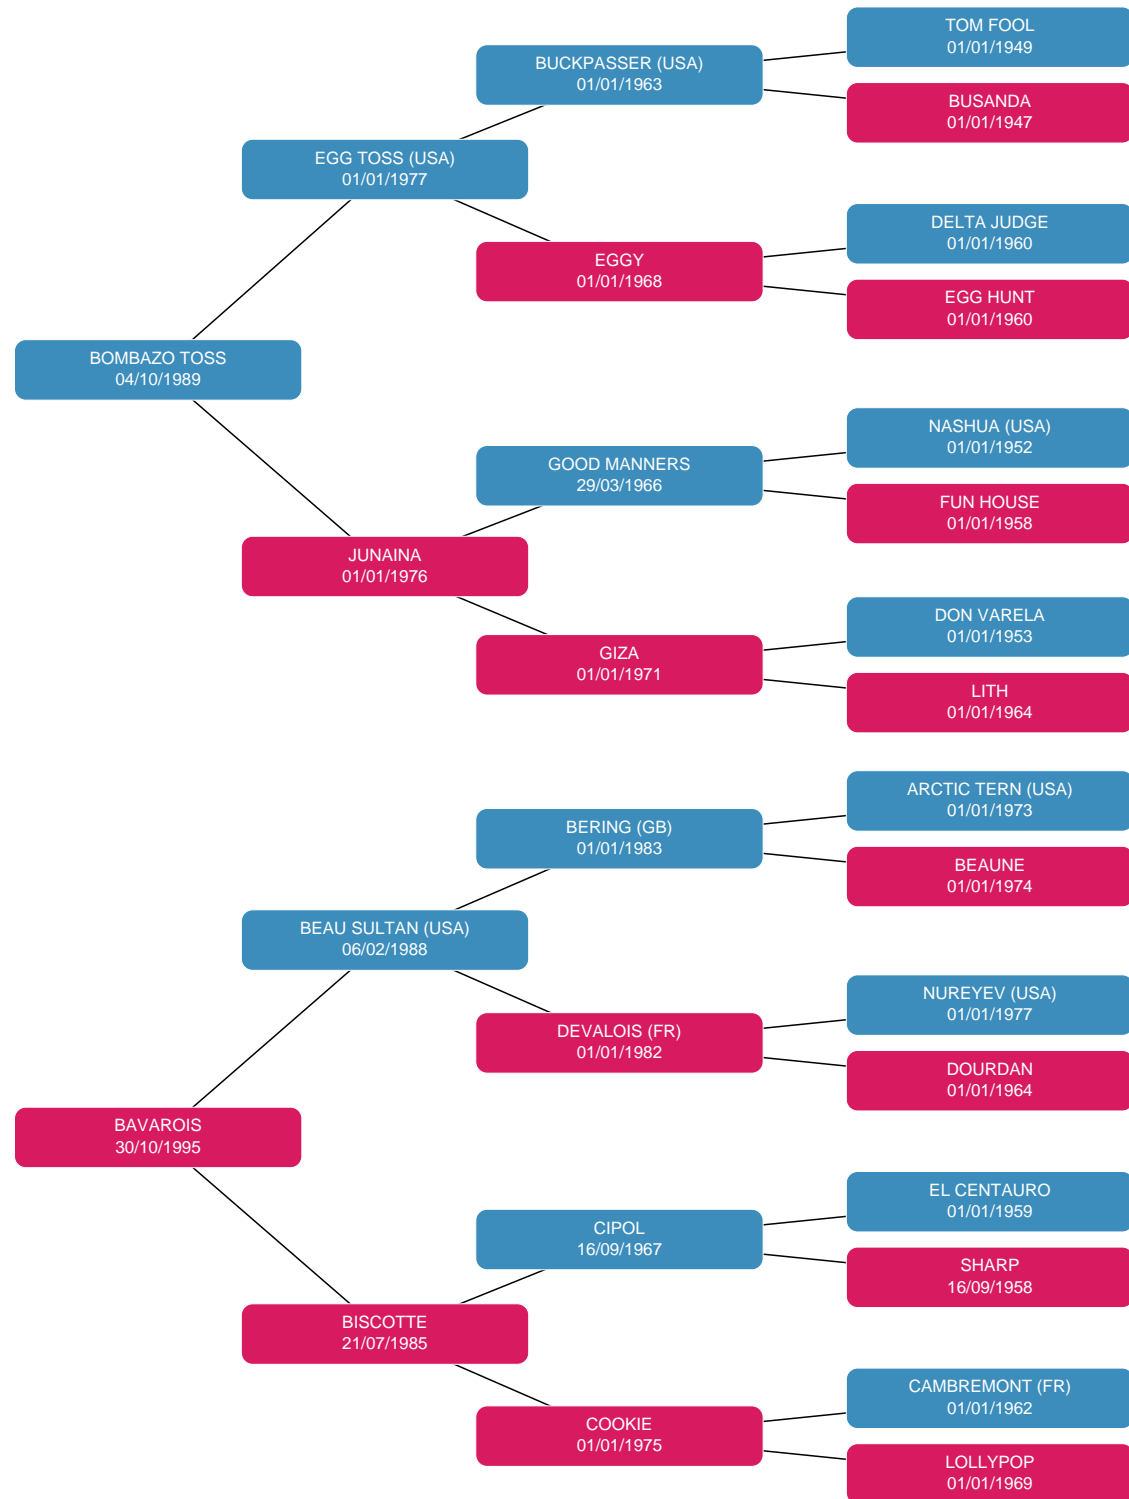 TOM FOOL
01/01/1949
BUCKPASSER (USA)
01/01/1963
BUSANDA
01/01/1947
EGG TOSS (USA)
01/01/1977
DELTA JUDGE
01/01/1960
EGGY
01/01/1968
EGG HUNT
01/01/1960
BOMBAZO TOSS
04/10/1989
NASHUA (USA)
01/01/1952
GOOD MANNERS
29/03/1966
FUN HOUSE
01/01/1958
JUNAINA
01/01/1976
DON VARELA
01/01/1953
GIZA
01/01/1971
LITH
01/01/1964
ARCTIC TERN (USA)
01/01/1973
BERING (GB)
01/01/1983
BEAUNE
01/01/1974
BEAU SULTAN (USA)
06/02/1988
NUREYEV (USA)
01/01/1977
DEVALOIS (FR)
01/01/1982
DOURDAN
01/01/1964
BAVAROIS
30/10/1995
EL CENTAURO
01/01/1959
CIPOL
16/09/1967
SHARP
16/09/1958
BISCOTTE
21/07/1985
CAMBREMONT (FR)
01/01/1962
COOKIE
01/01/1975
LOLLYPOP
01/01/1969